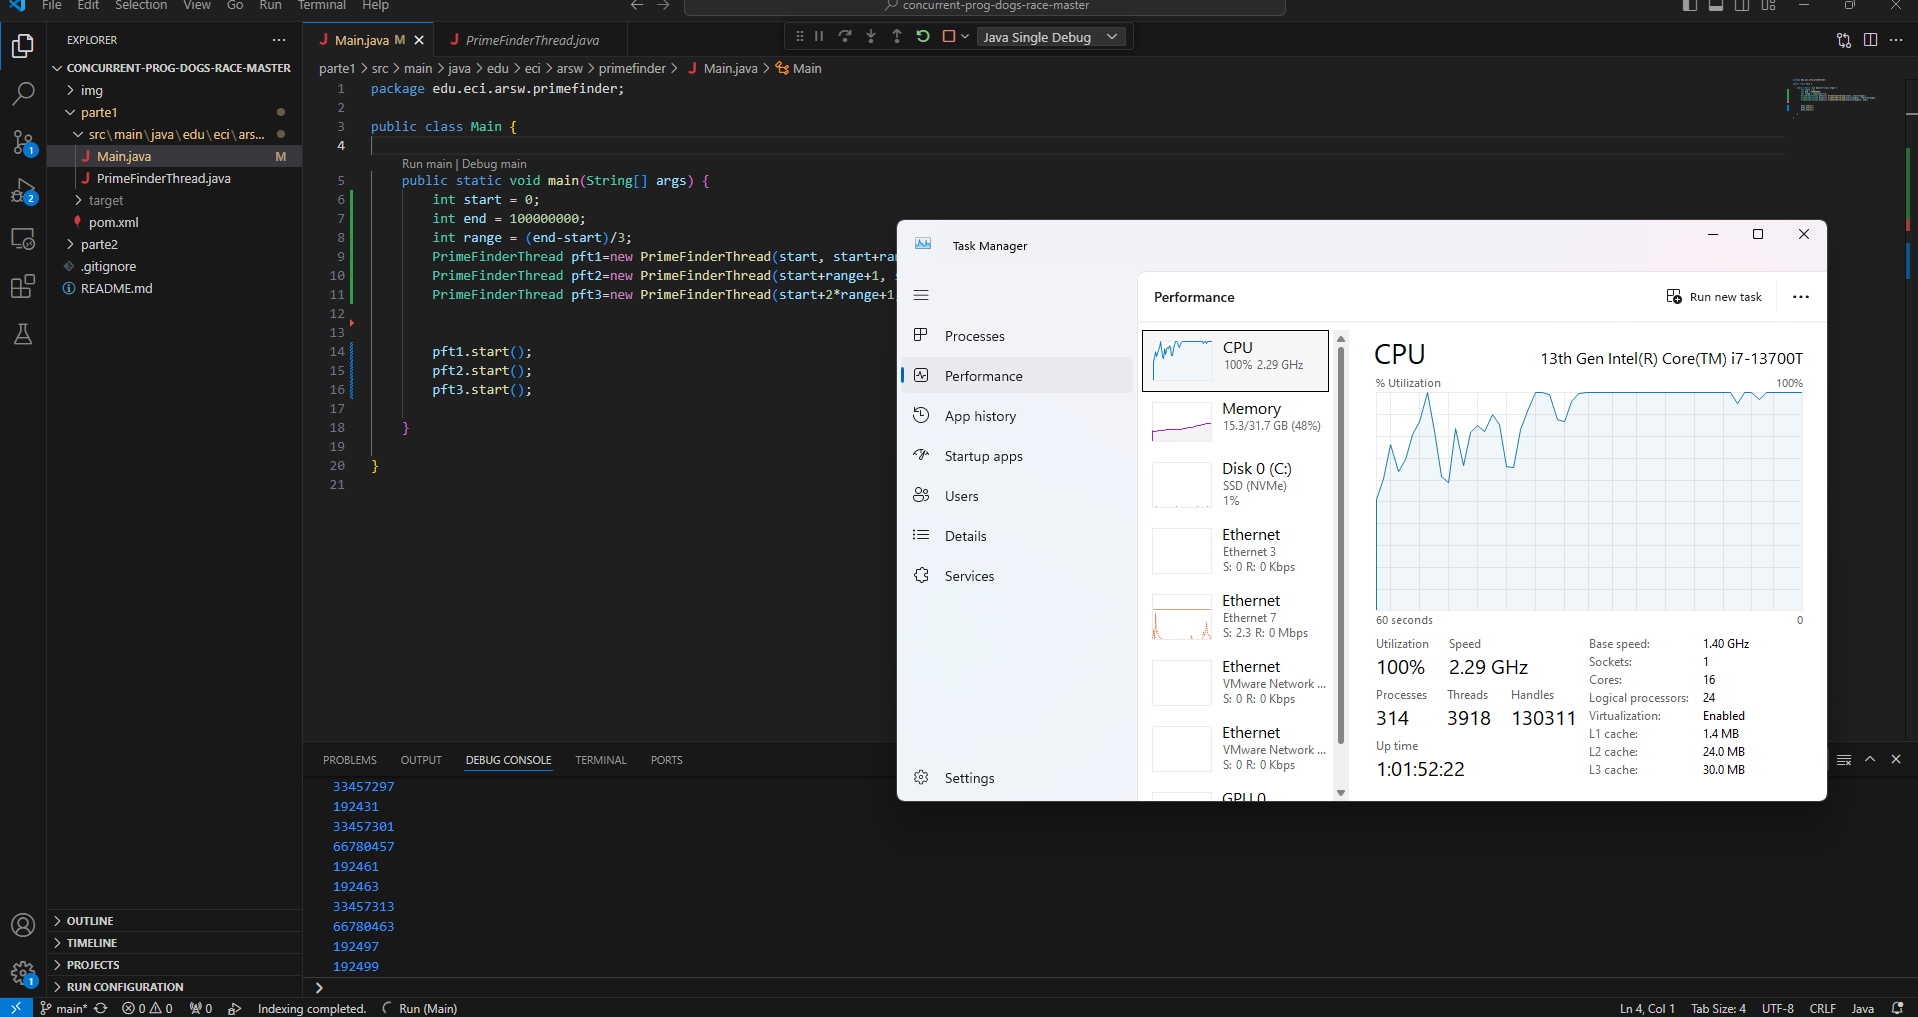 File Edit Selection View Go Run Terminal Help
concurrent-prog-dogs-race-master
EXPLORER
CONCURRENT-PROG-DOGS-RACE-MASTER
img
parte1
src\main\java\edu\eci\ars...
Main.java M
PrimeFinderThread.java
target
pom.xml
parte2
.gitignore
README.md
OUTLINE
TIMELINE
PROJECTS
RUN CONFIGURATION
1
2
1
Main.java M
PrimeFinderThread.java
Java Single Debug
parte1 > src > main > java > edu > eci > arsw > primefinder > Main.java > Main
1 package edu.eci.arsw.primefinder;
2
3 public class Main {
4
Run main | Debug main
5 public static void main(String[] args) {
6 int start = 0;
7 int end = 100000000;
8 int range = (end-start)/3;
9 PrimeFinderThread pft1=new PrimeFinderThread(start, start+ran
10 PrimeFinderThread pft2=new PrimeFinderThread(start+range+1, s
11 PrimeFinderThread pft3=new PrimeFinderThread(start+2*range+1,
12
13
14 pft1.start();
15 pft2.start();
16 pft3.start();
17
18 }
19
20 }
21
PROBLEMS OUTPUT DEBUG CONSOLE TERMINAL PORTS
33457297
192431
33457301
66780457
192461
192463
33457313
66780463
192497
192499
Task Manager
Processes
Performance
App history
Startup apps
Users
Details
Services
Settings
Performance
Run new task
CPU
100% 2.29 GHz
Memory
15.3/31.7 GB (48%)
Disk 0 (C:)
SSD (NVMe)
1%
Ethernet
Ethernet 3
S: 0 R: 0 Kbps
Ethernet
Ethernet 7
S: 2.3 R: 0 Mbps
Ethernet
VMware Network ...
S: 0 R: 0 Kbps
Ethernet
VMware Network ...
S: 0 R: 0 Kbps
GPU 0
CPU
13th Gen Intel(R) Core(TM) i7-13700T
% Utilization 100%
60 seconds 0
Utilization Speed
100% 2.29 GHz
Processes Threads Handles
314 3918 130311
Up time
1:01:52:22
Base speed: 1.40 GHz
Sockets: 1
Cores: 16
Logical processors: 24
Virtualization: Enabled
L1 cache: 1.4 MB
L2 cache: 24.0 MB
L3 cache: 30.0 MB
main* 0 0 0 Indexing completed. Run (Main)
Ln 4, Col 1 Tab Size: 4 UTF-8 CRLF Java